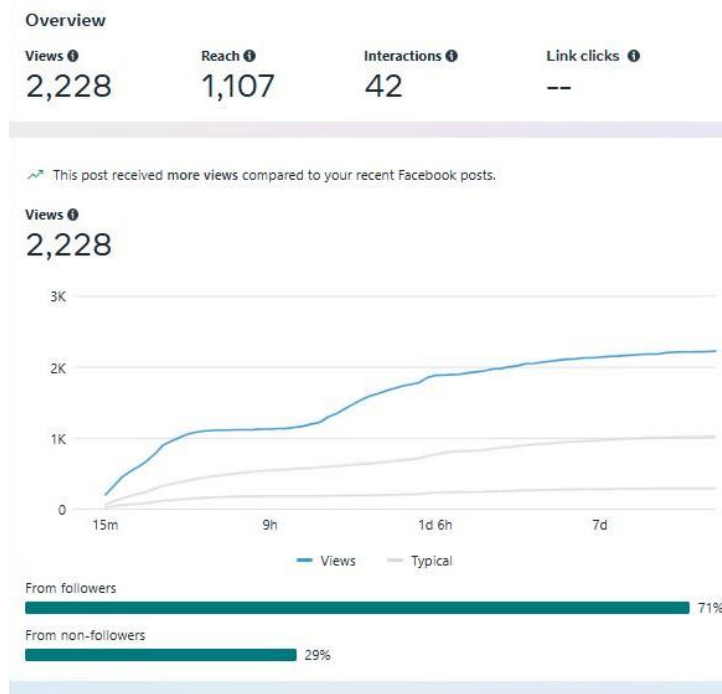 Overview
Views Reach Interactions Link clicks
2,228 1,107 42 --
This post received more views compared to your recent Facebook posts.
Views
2,228
3K
2K
1K
0
15m 9h 1d 6h 7d
Views Typical
From followers
71%
From non-followers
29%